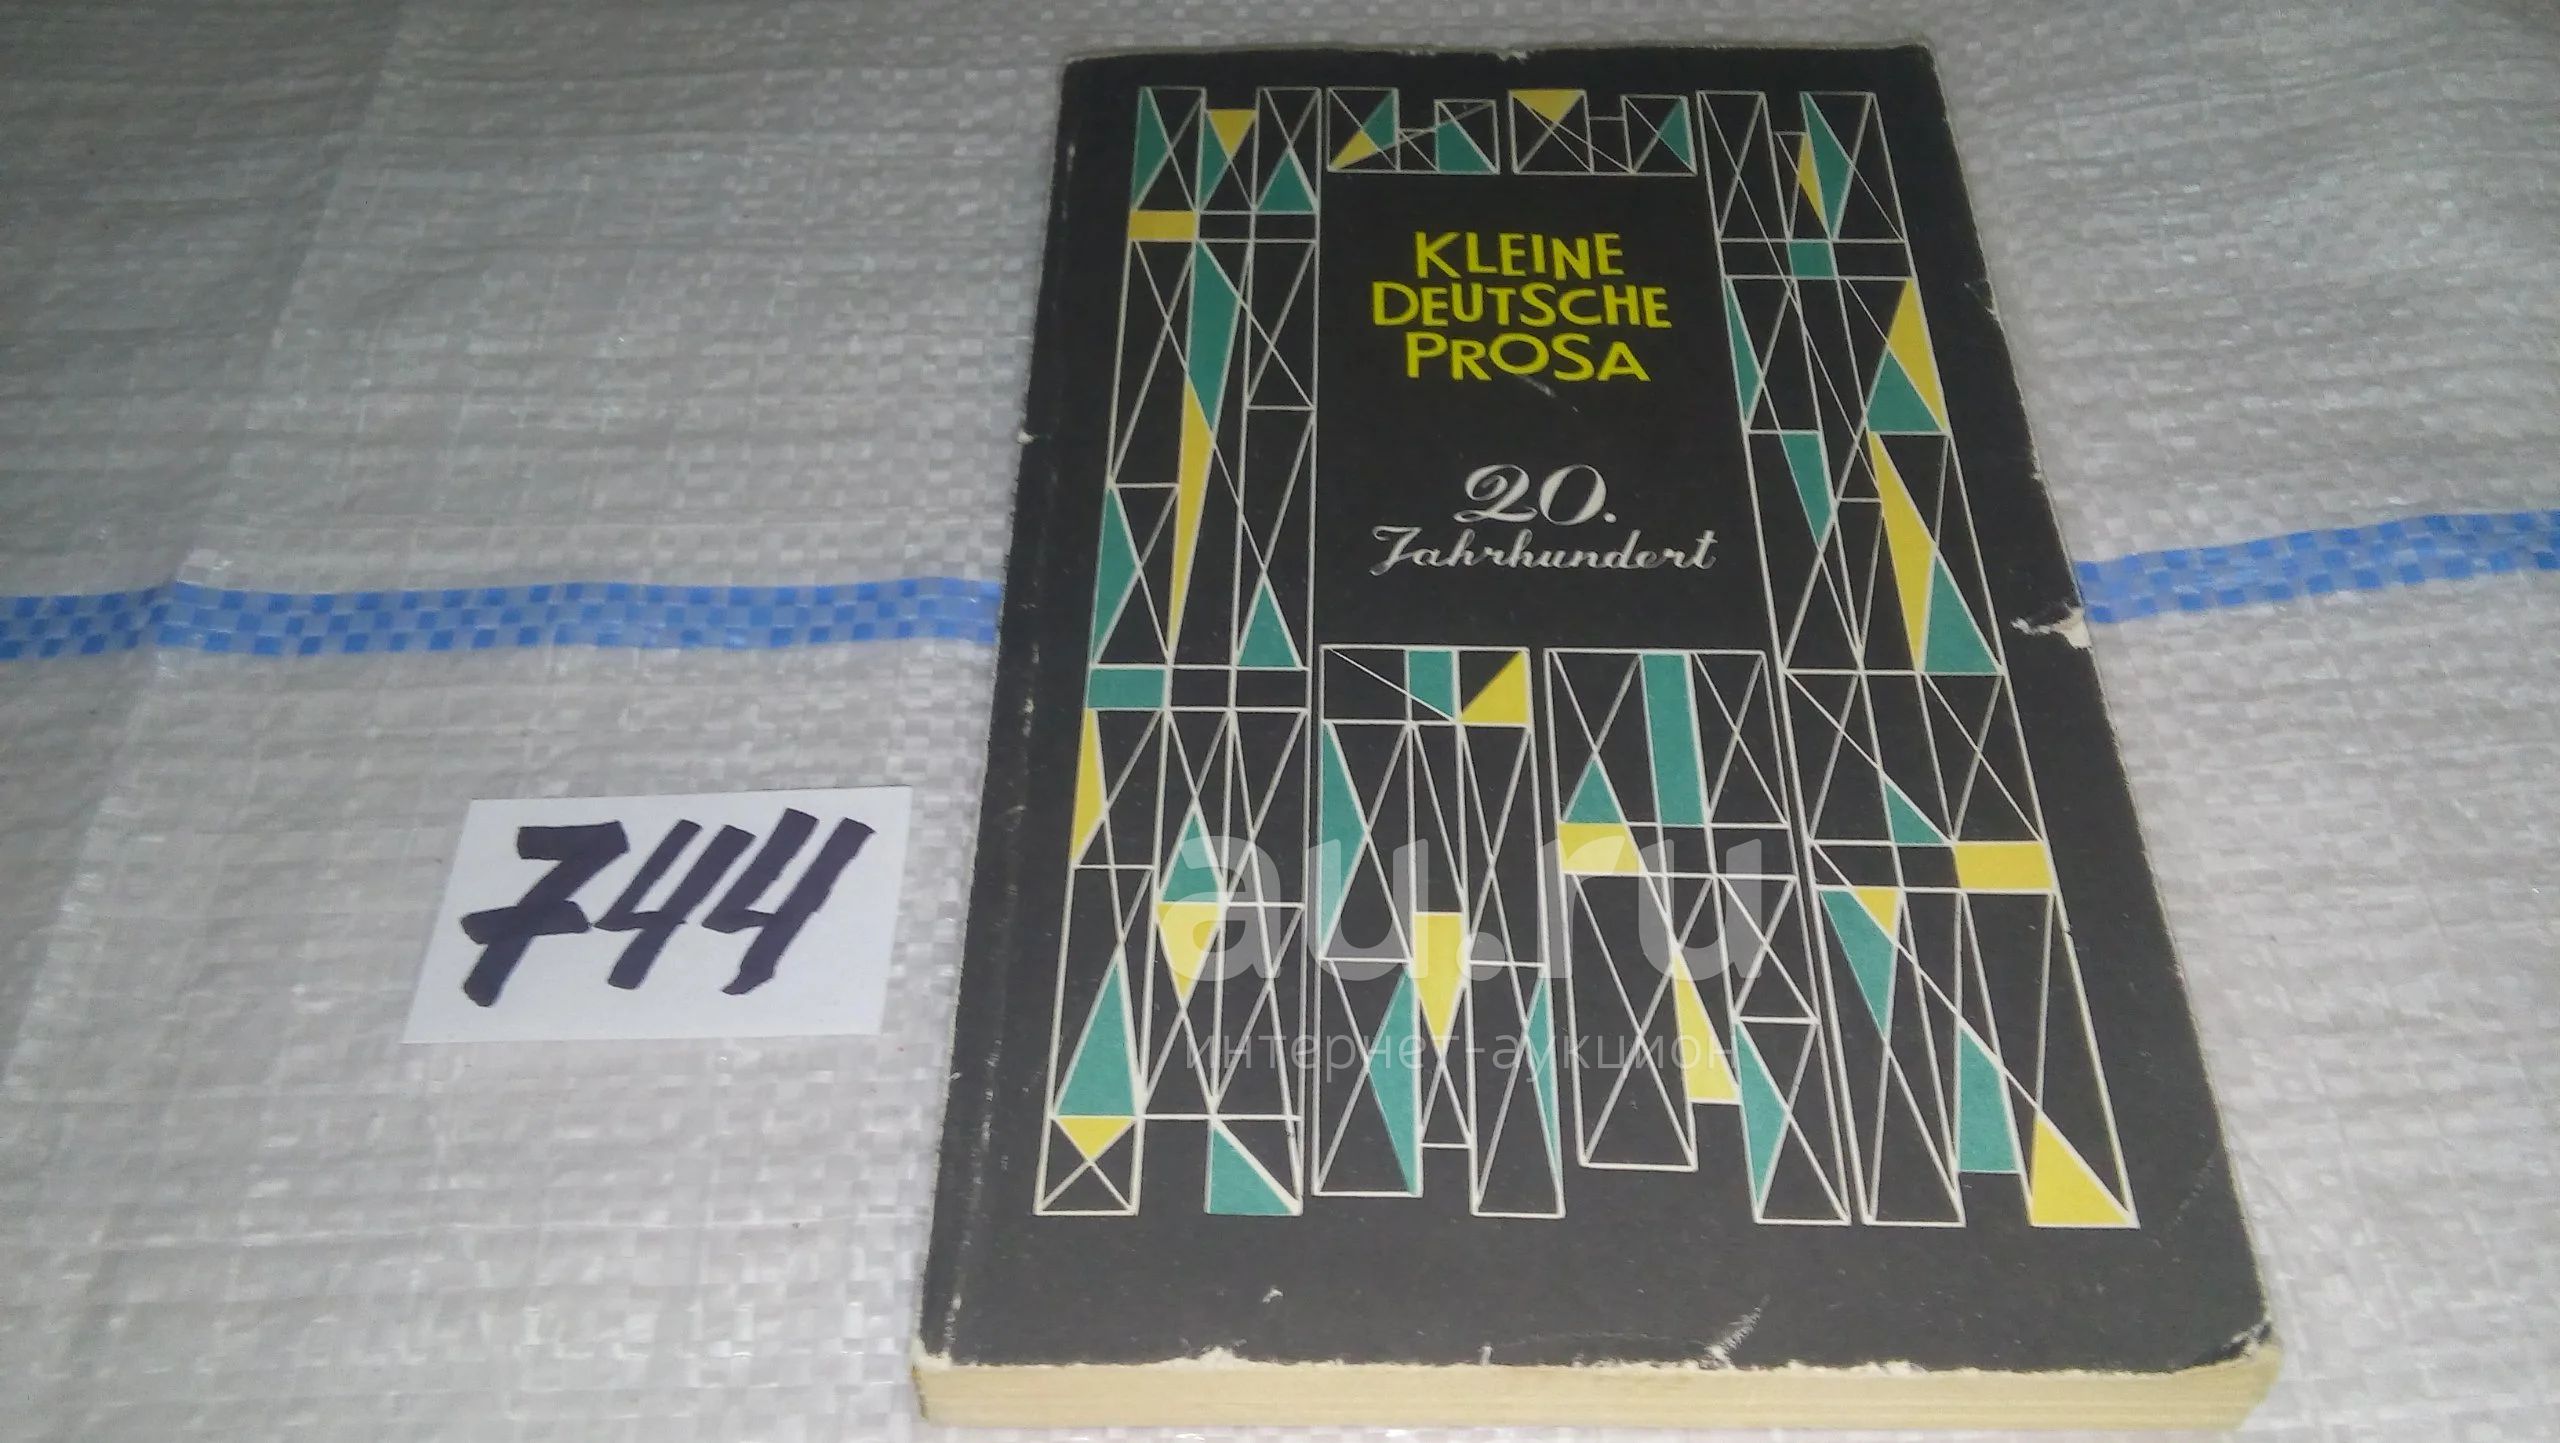 KLEINE
DEUTSCHE
PROSA
20.
Jahrhundert
744
au.ru
интернет-аукцион